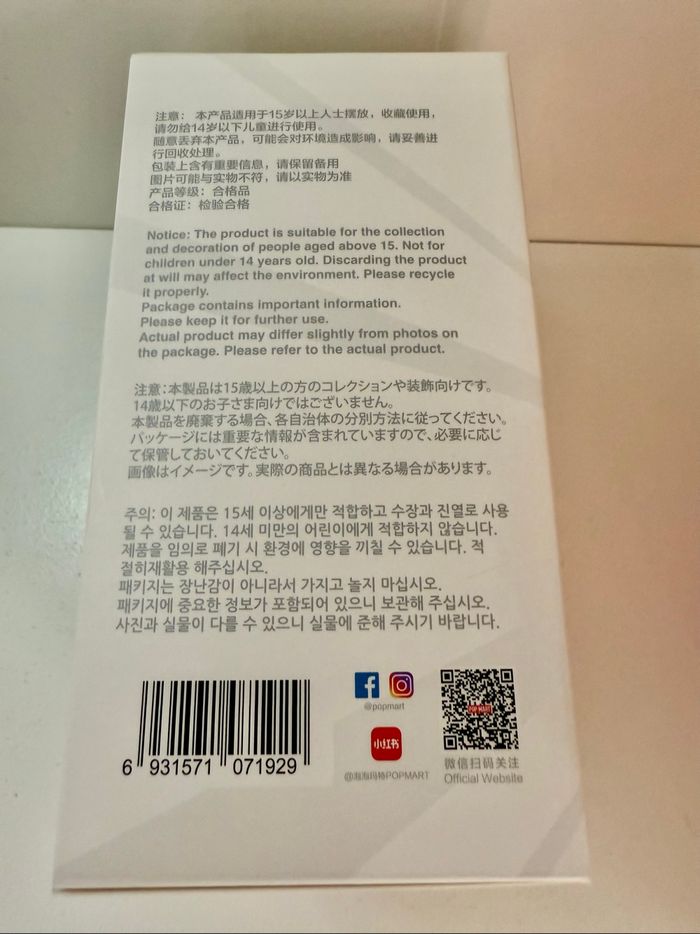 注意： 本产品适用于15岁以上人士摆放，收藏使用，
请勿给14岁以下儿童进行使用。
随意丢弃本产品，可能会对环境造成影响，请妥善进
行回收处理。
包装上含有重要信息，请保留备用
图片可能与实物不符，请以实物为准
产品等级：合格品
合格证：检验合格
Notice: The product is suitable for the collection
and decoration of people aged above 15. Not for
children under 14 years old. Discarding the product
at will may affect the environment. Please recycle
it properly.
Package contains important information.
Please keep it for further use.
Actual product may differ slightly from photos on
the package. Please refer to the actual product.
注意：本製品は15歳以上の方のコレクションや装飾向けです。
14歳以下のお子さま向けではございません。
本製品を廃棄する場合、各自治体の分別方法に従ってください。
パッケージには重要な情報が含まれていますので、必要に応じ
て保管しておいてください。
画像はイメージです。実際の商品とは異なる場合があります。
주의: 이 제품은 15세 이상에게만 적합하고 수장과 진열로 사용
될 수 있습니다. 14세 미만의 어린이에게 적합하지 않습니다.
제품을 임의로 폐기 시 환경에 영향을 끼칠 수 있습니다. 적
절히재활용 해주십시오.
패키지는 장난감이 아니라서 가지고 놀지 마십시오.
패키지에 중요한 정보가 포함되어 있으니 보관해 주십시오.
사진과 실물이 다를 수 있으니 실물에 준해 주시기 바랍니다.
6 931571 071929
@popmart
小红书
@泡泡玛特POPMART
POP MART
微信扫码关注
Official Website